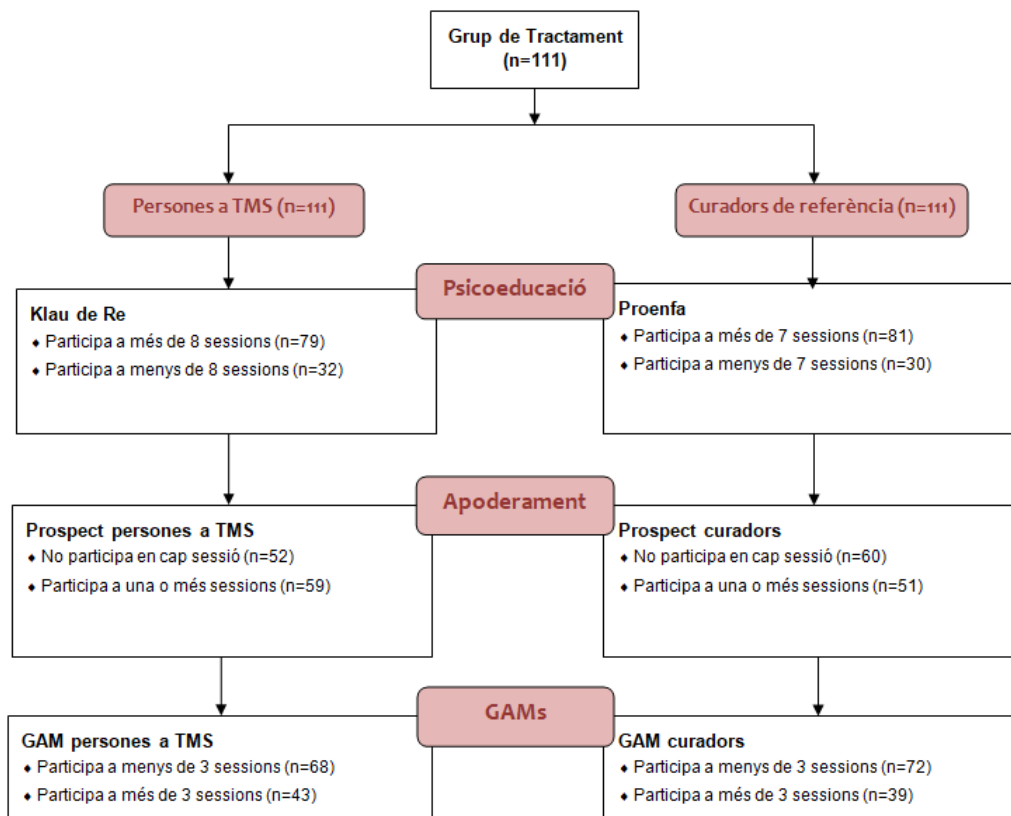 Grup de Tractament
(n=111)
Persones a TMS (n=111)
Curadors de referència (n=111)
Psicoeducació
Klau de Re
⬧ Participa a més de 8 sessions (n=79)
⬧ Participa a menys de 8 sessions (n=32)
Proenfa
⬧ Participa a més de 7 sessions (n=81)
⬧ Participa a menys de 7 sessions (n=30)
Apoderament
Prospect persones a TMS
⬧ No participa en cap sessió (n=52)
⬧ Participa a una o més sessions (n=59)
Prospect curadors
⬧ No participa en cap sessió (n=60)
⬧ Participa a una o més sessions (n=51)
GAMs
GAM persones a TMS
⬧ Participa a menys de 3 sessions (n=68)
⬧ Participa a més de 3 sessions (n=43)
GAM curadors
⬧ Participa a menys de 3 sessions (n=72)
⬧ Participa a més de 3 sessions (n=39)